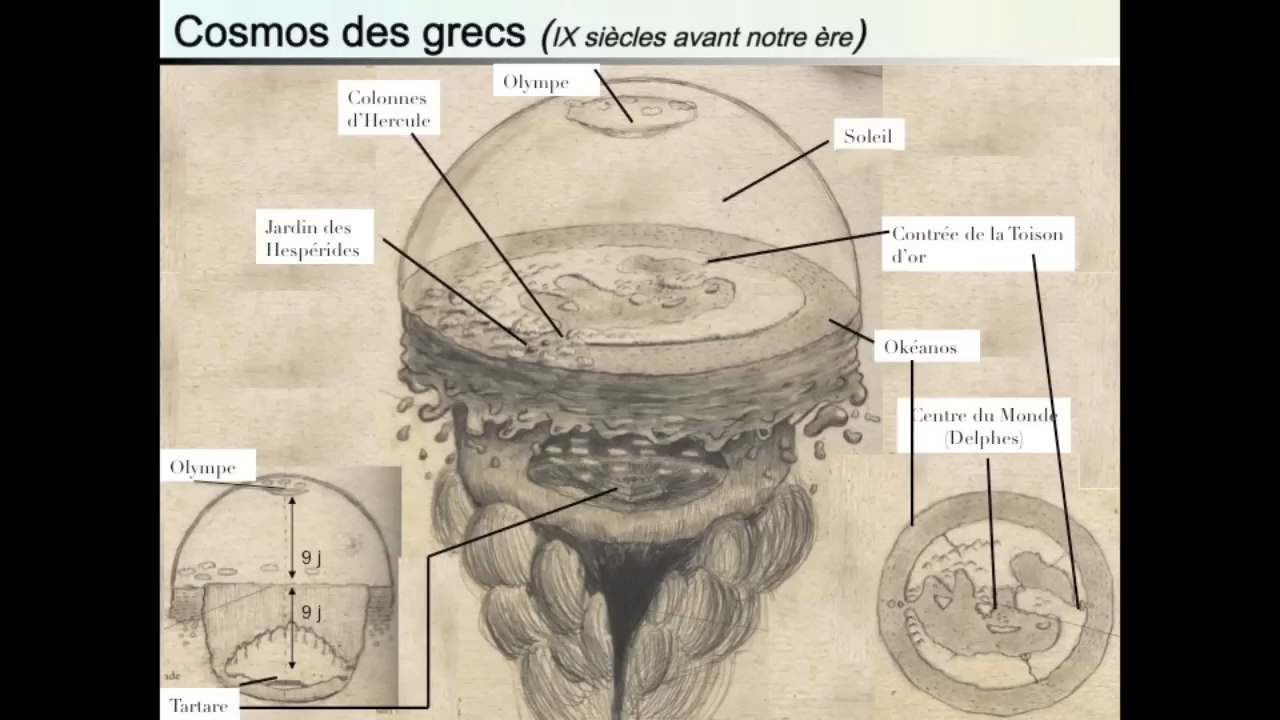 Cosmos des grecs (IX siècles avant notre ère)
Olympe
Colonnes
d'Hercule
Soleil
Jardin des
Hespérides
Contrée de la Toison
d'or
Okéanos
Centre du Monde
(Delphes)
Olympe
9 j
9 j
Tartare